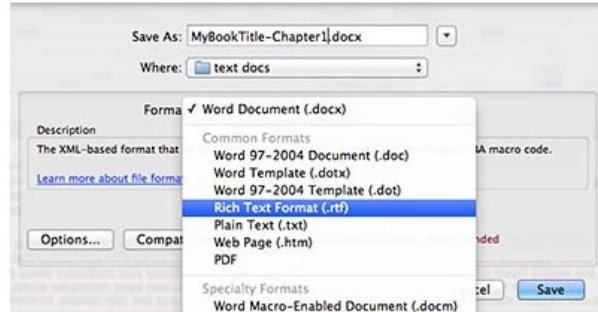 Save As: MyBookTitle-Chapter1.docx
Where: text docs
Forma ✓ Word Document (.docx)
Description
The XML-based format that
A macro code.
Common Formats
Word 97-2004 Document (.doc)
Word Template (.dotx)
Learn more about file forma
Word 97-2004 Template (.dot)
Rich Text Format (.rtf)
Plain Text (.txt)
Options... Compat
Web Page (.htm)
nded
PDF
Specialty Formats
cel Save
Word Macro-Enabled Document (.docm)